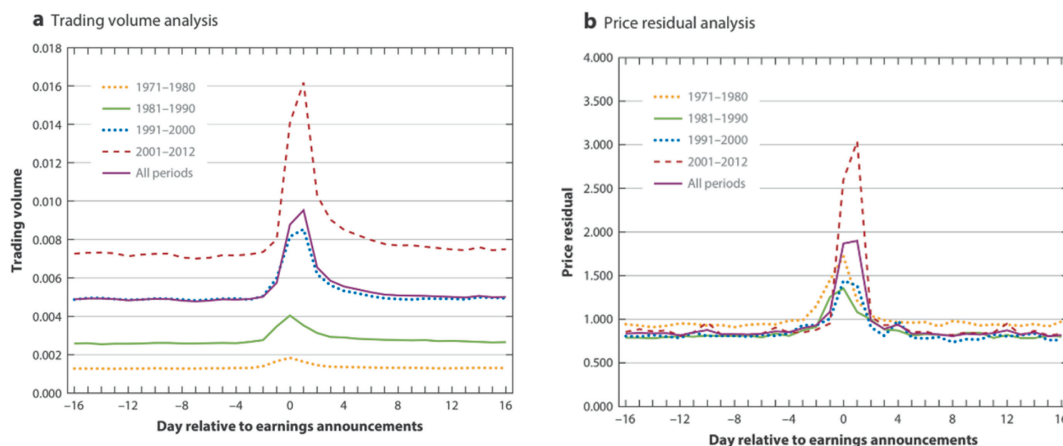 a Trading volume analysis
0.018
0.016
0.014
0.012
0.010
0.008
0.006
0.004
0.002
0.000
Trading volume
1971–1980
1981–1990
1991–2000
2001–2012
All periods
–16 –12 –8 –4 0 4 8 12 16
Day relative to earnings announcements
b Price residual analysis
4.000
3.500
3.000
2.500
2.000
1.500
1.000
0.500
0.000
Price residual
1971–1980
1981–1990
1991–2000
2001–2012
All periods
–16 –12 –8 –4 0 4 8 12 16
Day relative to earnings announcements